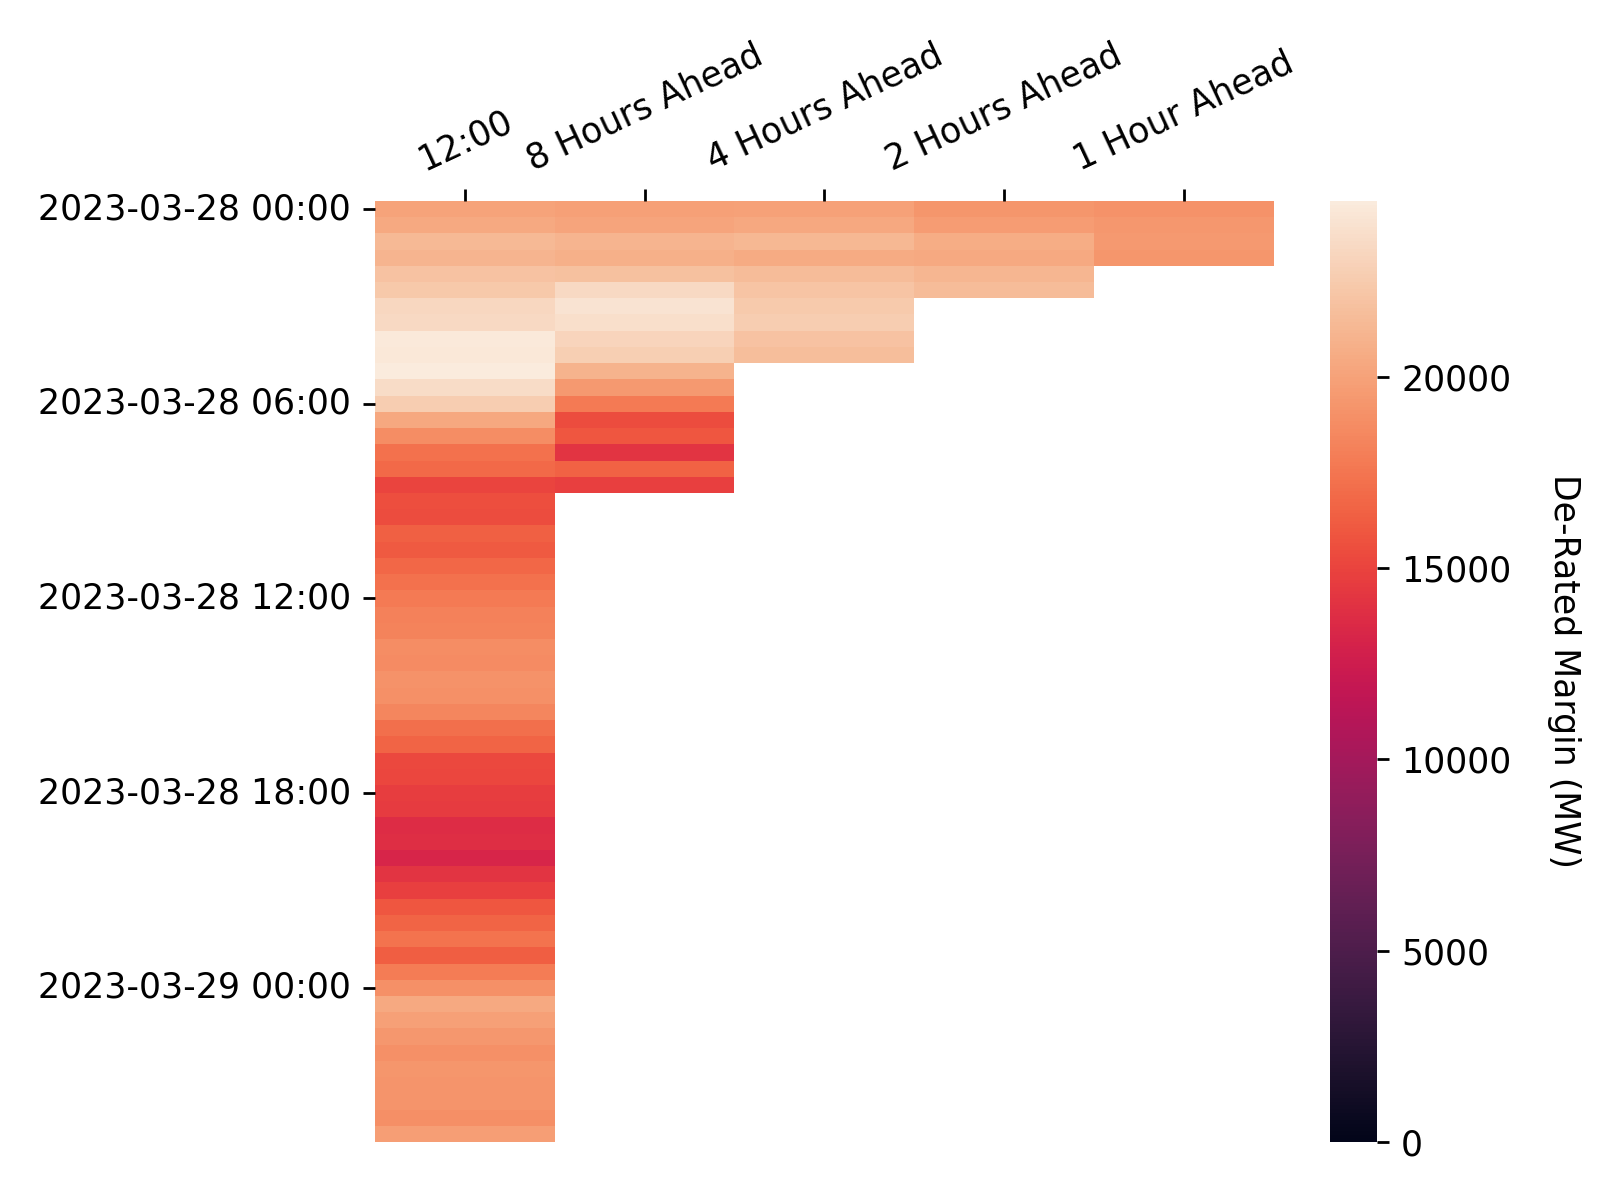 12:00
8 Hours Ahead
4 Hours Ahead
2 Hours Ahead
1 Hour Ahead
2023-03-28 00:00
2023-03-28 06:00
2023-03-28 12:00
2023-03-28 18:00
2023-03-29 00:00
20000
15000
10000
5000
0
De-Rated Margin (MW)